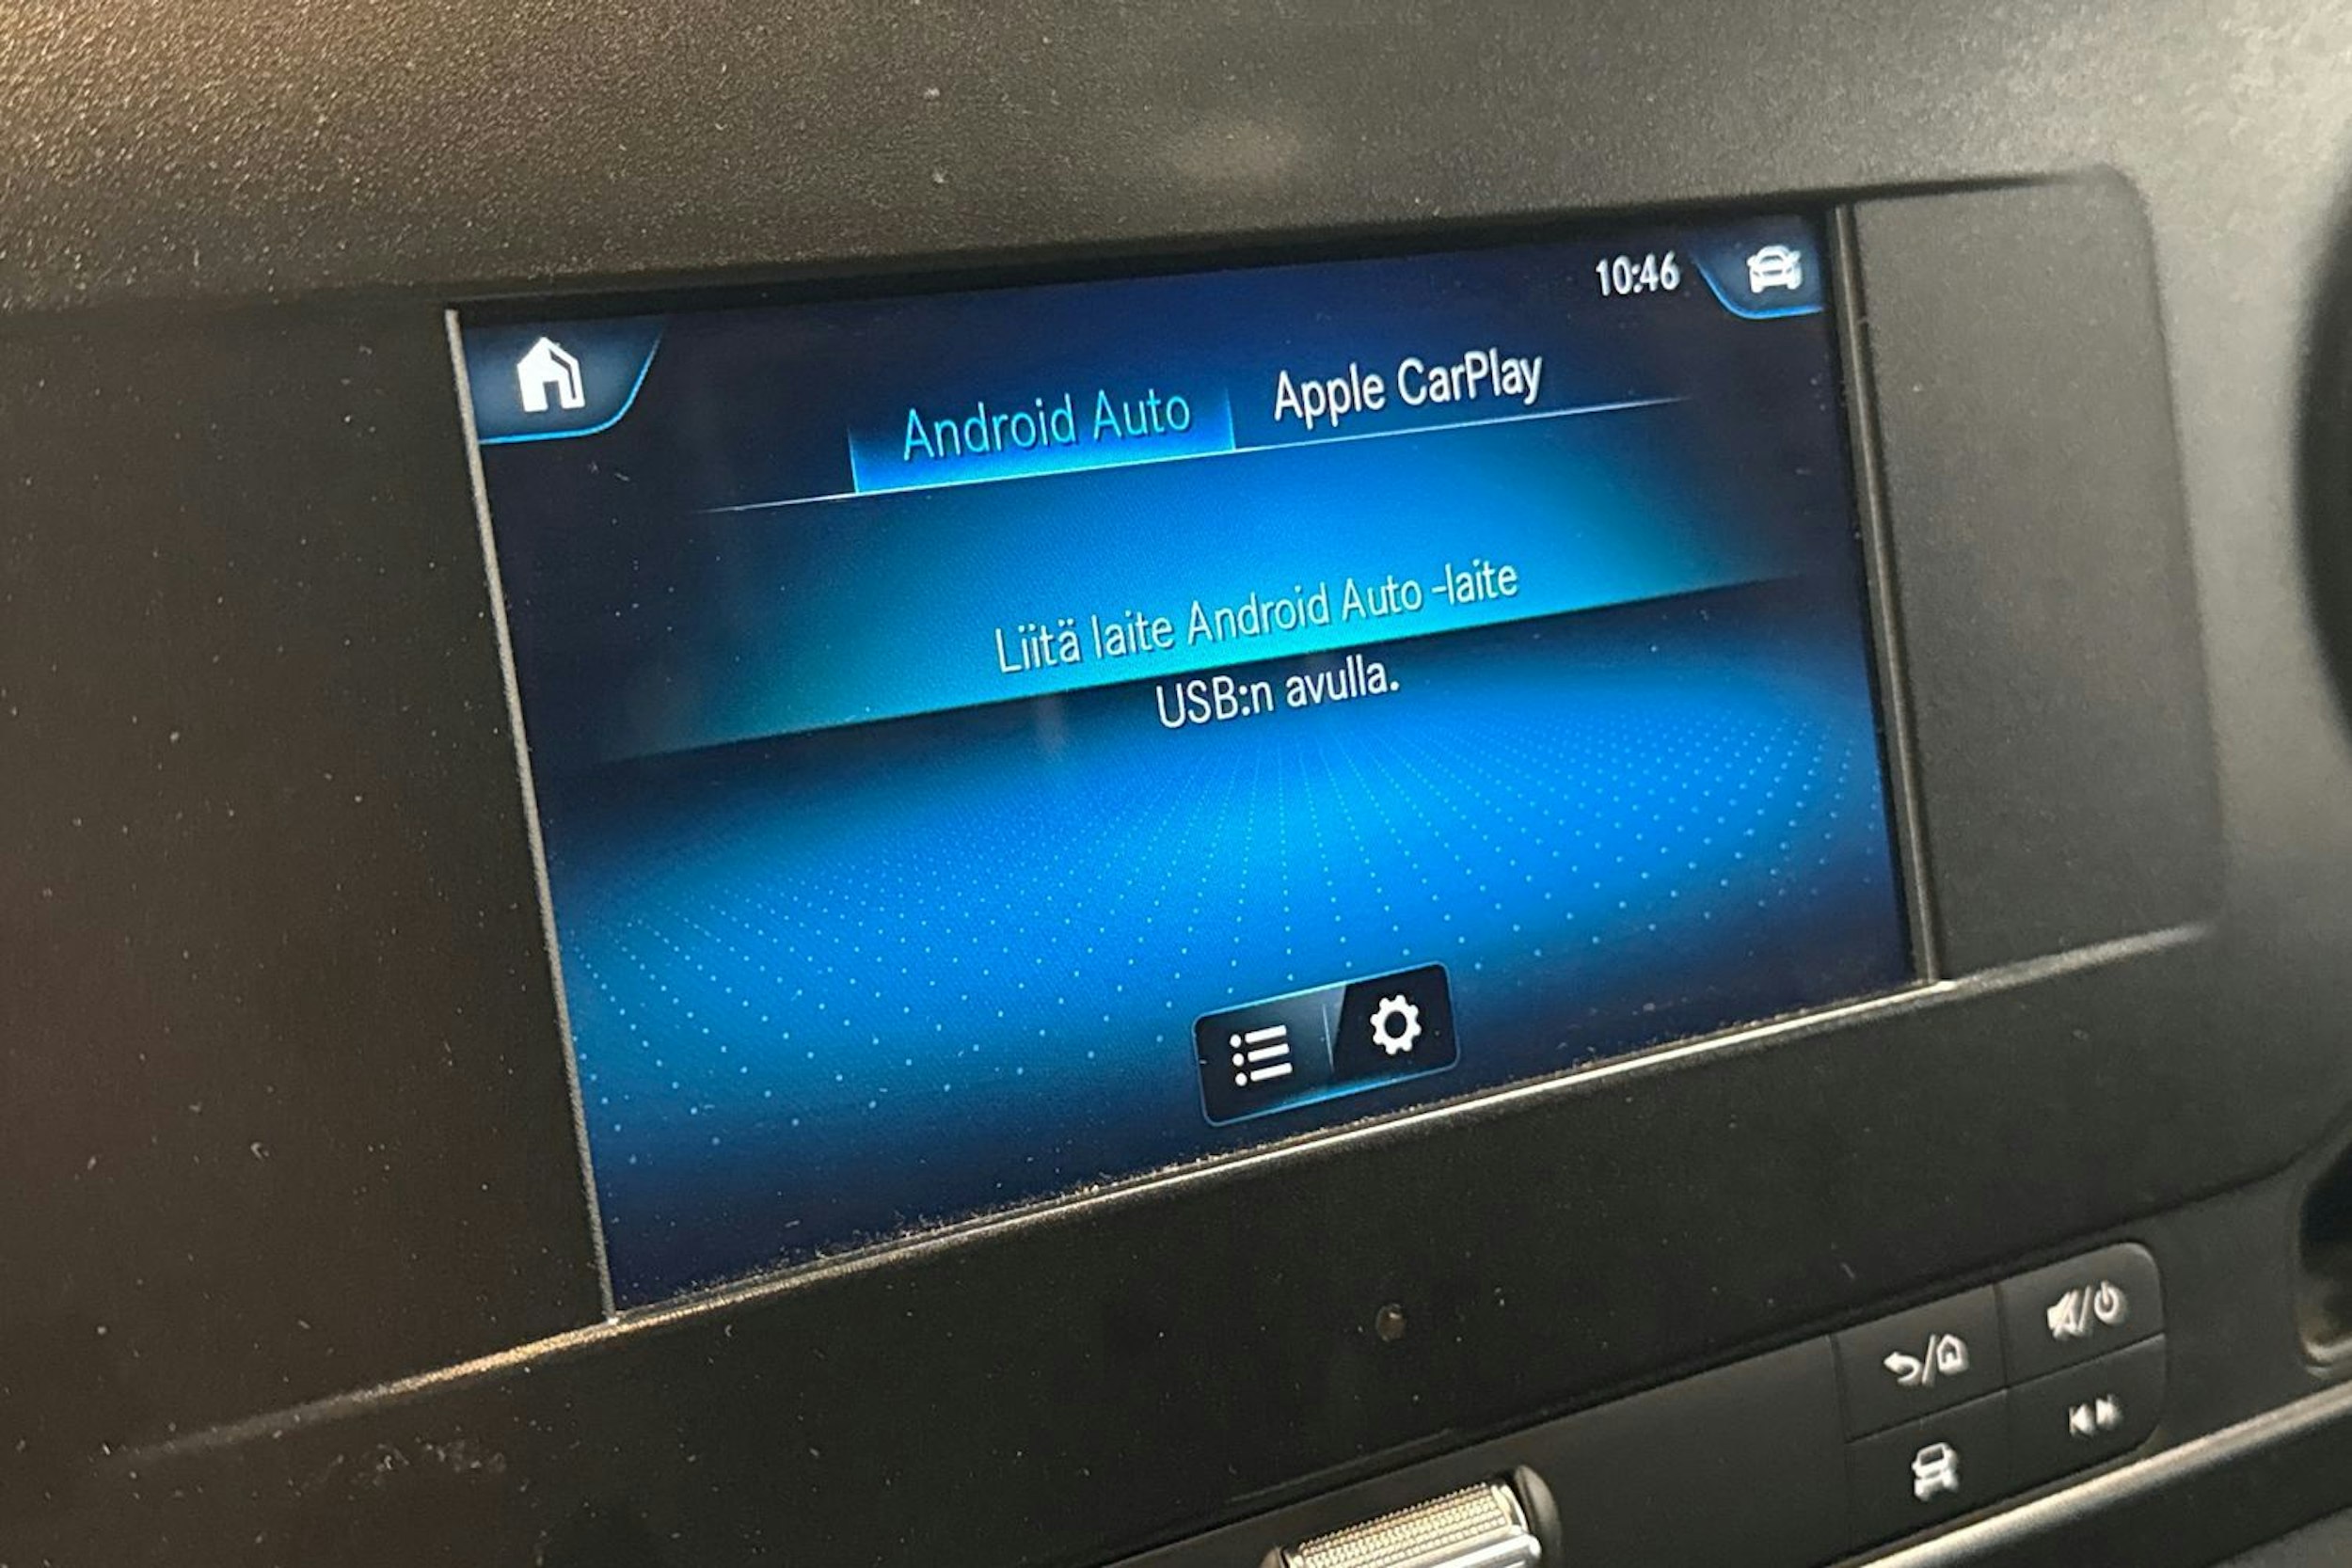 10:46
Android Auto Apple CarPlay
Liitä laite Android Auto -laite
USB:n avulla.